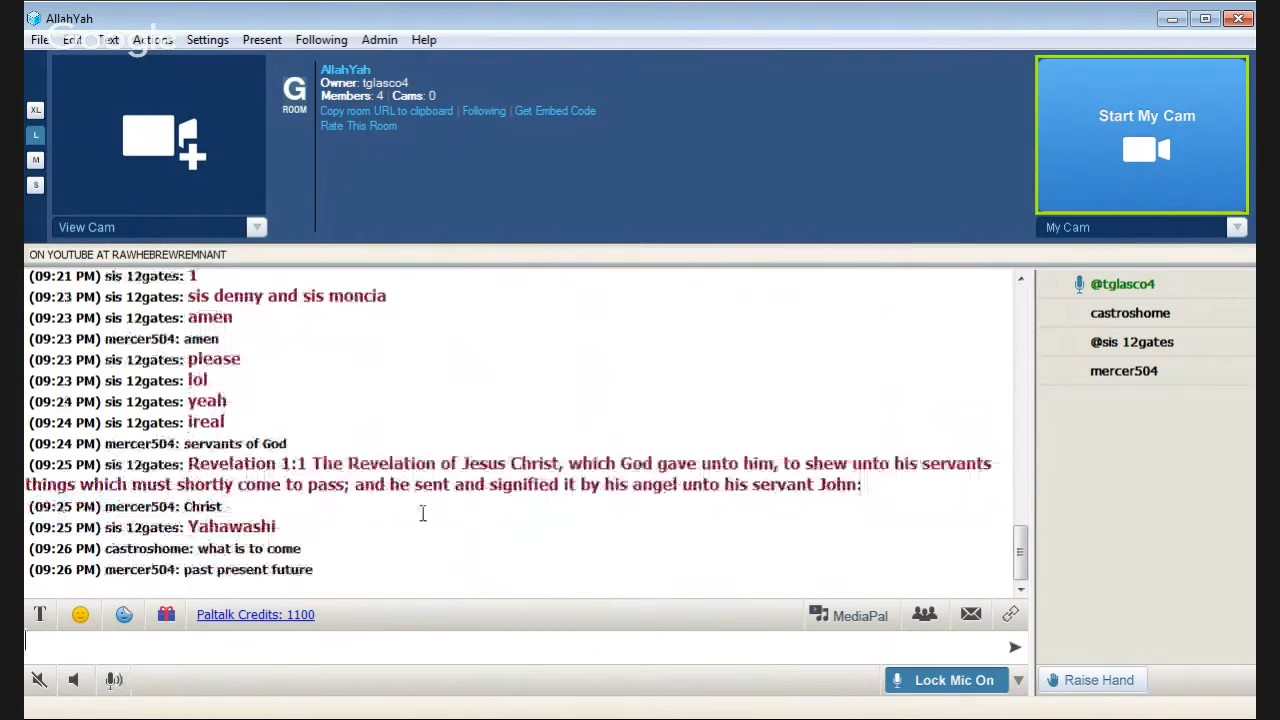 AllahYah
Google
File Edit Text Actions Settings Present Following Admin Help
AllahYah
Owner: tglasco4
Members: 4 | Cams: 0
Copy room URL to clipboard | Following | Get Embed Code
Rate This Room
G
ROOM
XL
L
M
S
View Cam
Start My Cam
My Cam
ON YOUTUBE AT RAWHEBREWREMNANT
(09:21 PM) sis 12gates: 1
(09:23 PM) sis 12gates: sis denny and sis moncia
(09:23 PM) sis 12gates: amen
(09:23 PM) mercer504: amen
(09:23 PM) sis 12gates: please
(09:23 PM) sis 12gates: lol
(09:24 PM) sis 12gates: yeah
(09:24 PM) sis 12gates: ireal
(09:24 PM) mercer504: servants of God
(09:25 PM) sis 12gates: Revelation 1:1 The Revelation of Jesus Christ, which God gave unto him, to shew unto his servants
things which must shortly come to pass; and he sent and signified it by his angel unto his servant John:
(09:25 PM) mercer504: Christ
(09:25 PM) sis 12gates: Yahawashi
(09:26 PM) castroshome: what is to come
(09:26 PM) mercer504: past present future
@tglasco4
castroshome
@sis 12gates
mercer504
T
Paltalk Credits: 1100
MediaPal
Lock Mic On
Raise Hand